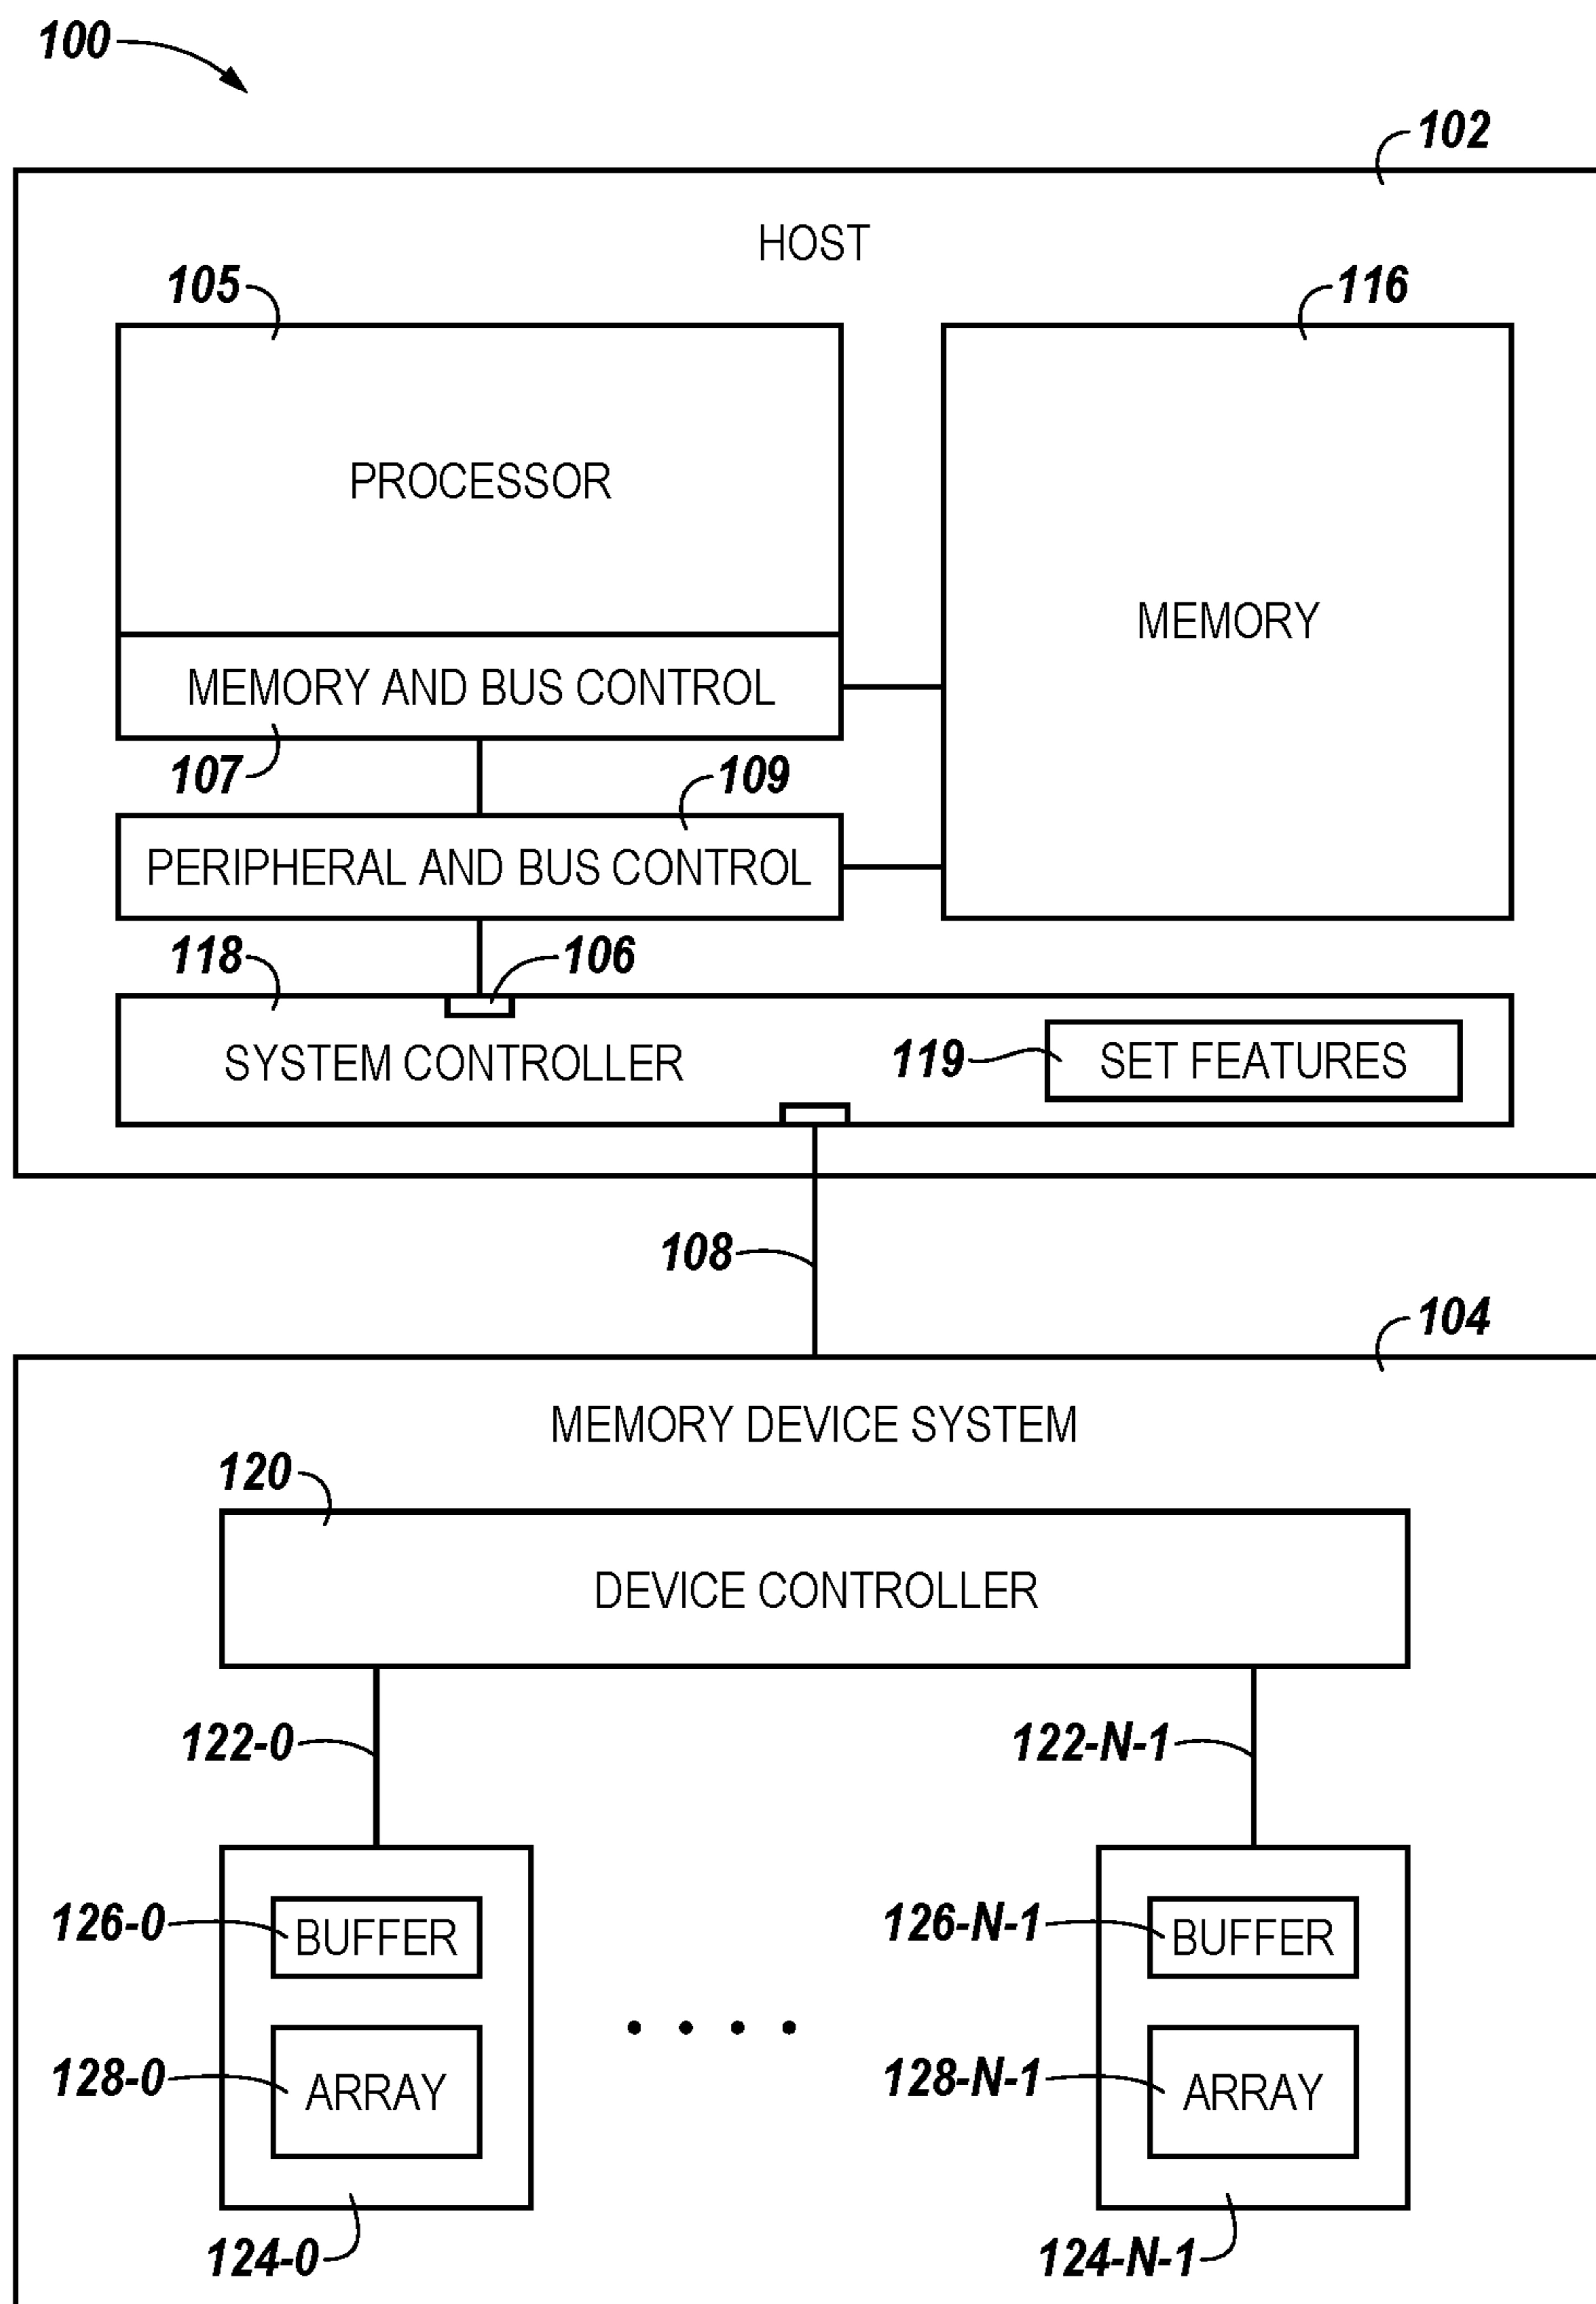 100
102
HOST
105
116
PROCESSOR
MEMORY
MEMORY AND BUS CONTROL
107
109
PERIPHERAL AND BUS CONTROL
118
106
SYSTEM CONTROLLER
119
SET FEATURES
108
104
MEMORY DEVICE SYSTEM
120
DEVICE CONTROLLER
122-0
122-N-1
126-0
BUFFER
126-N-1
BUFFER
128-0
ARRAY
128-N-1
ARRAY
124-0
124-N-1